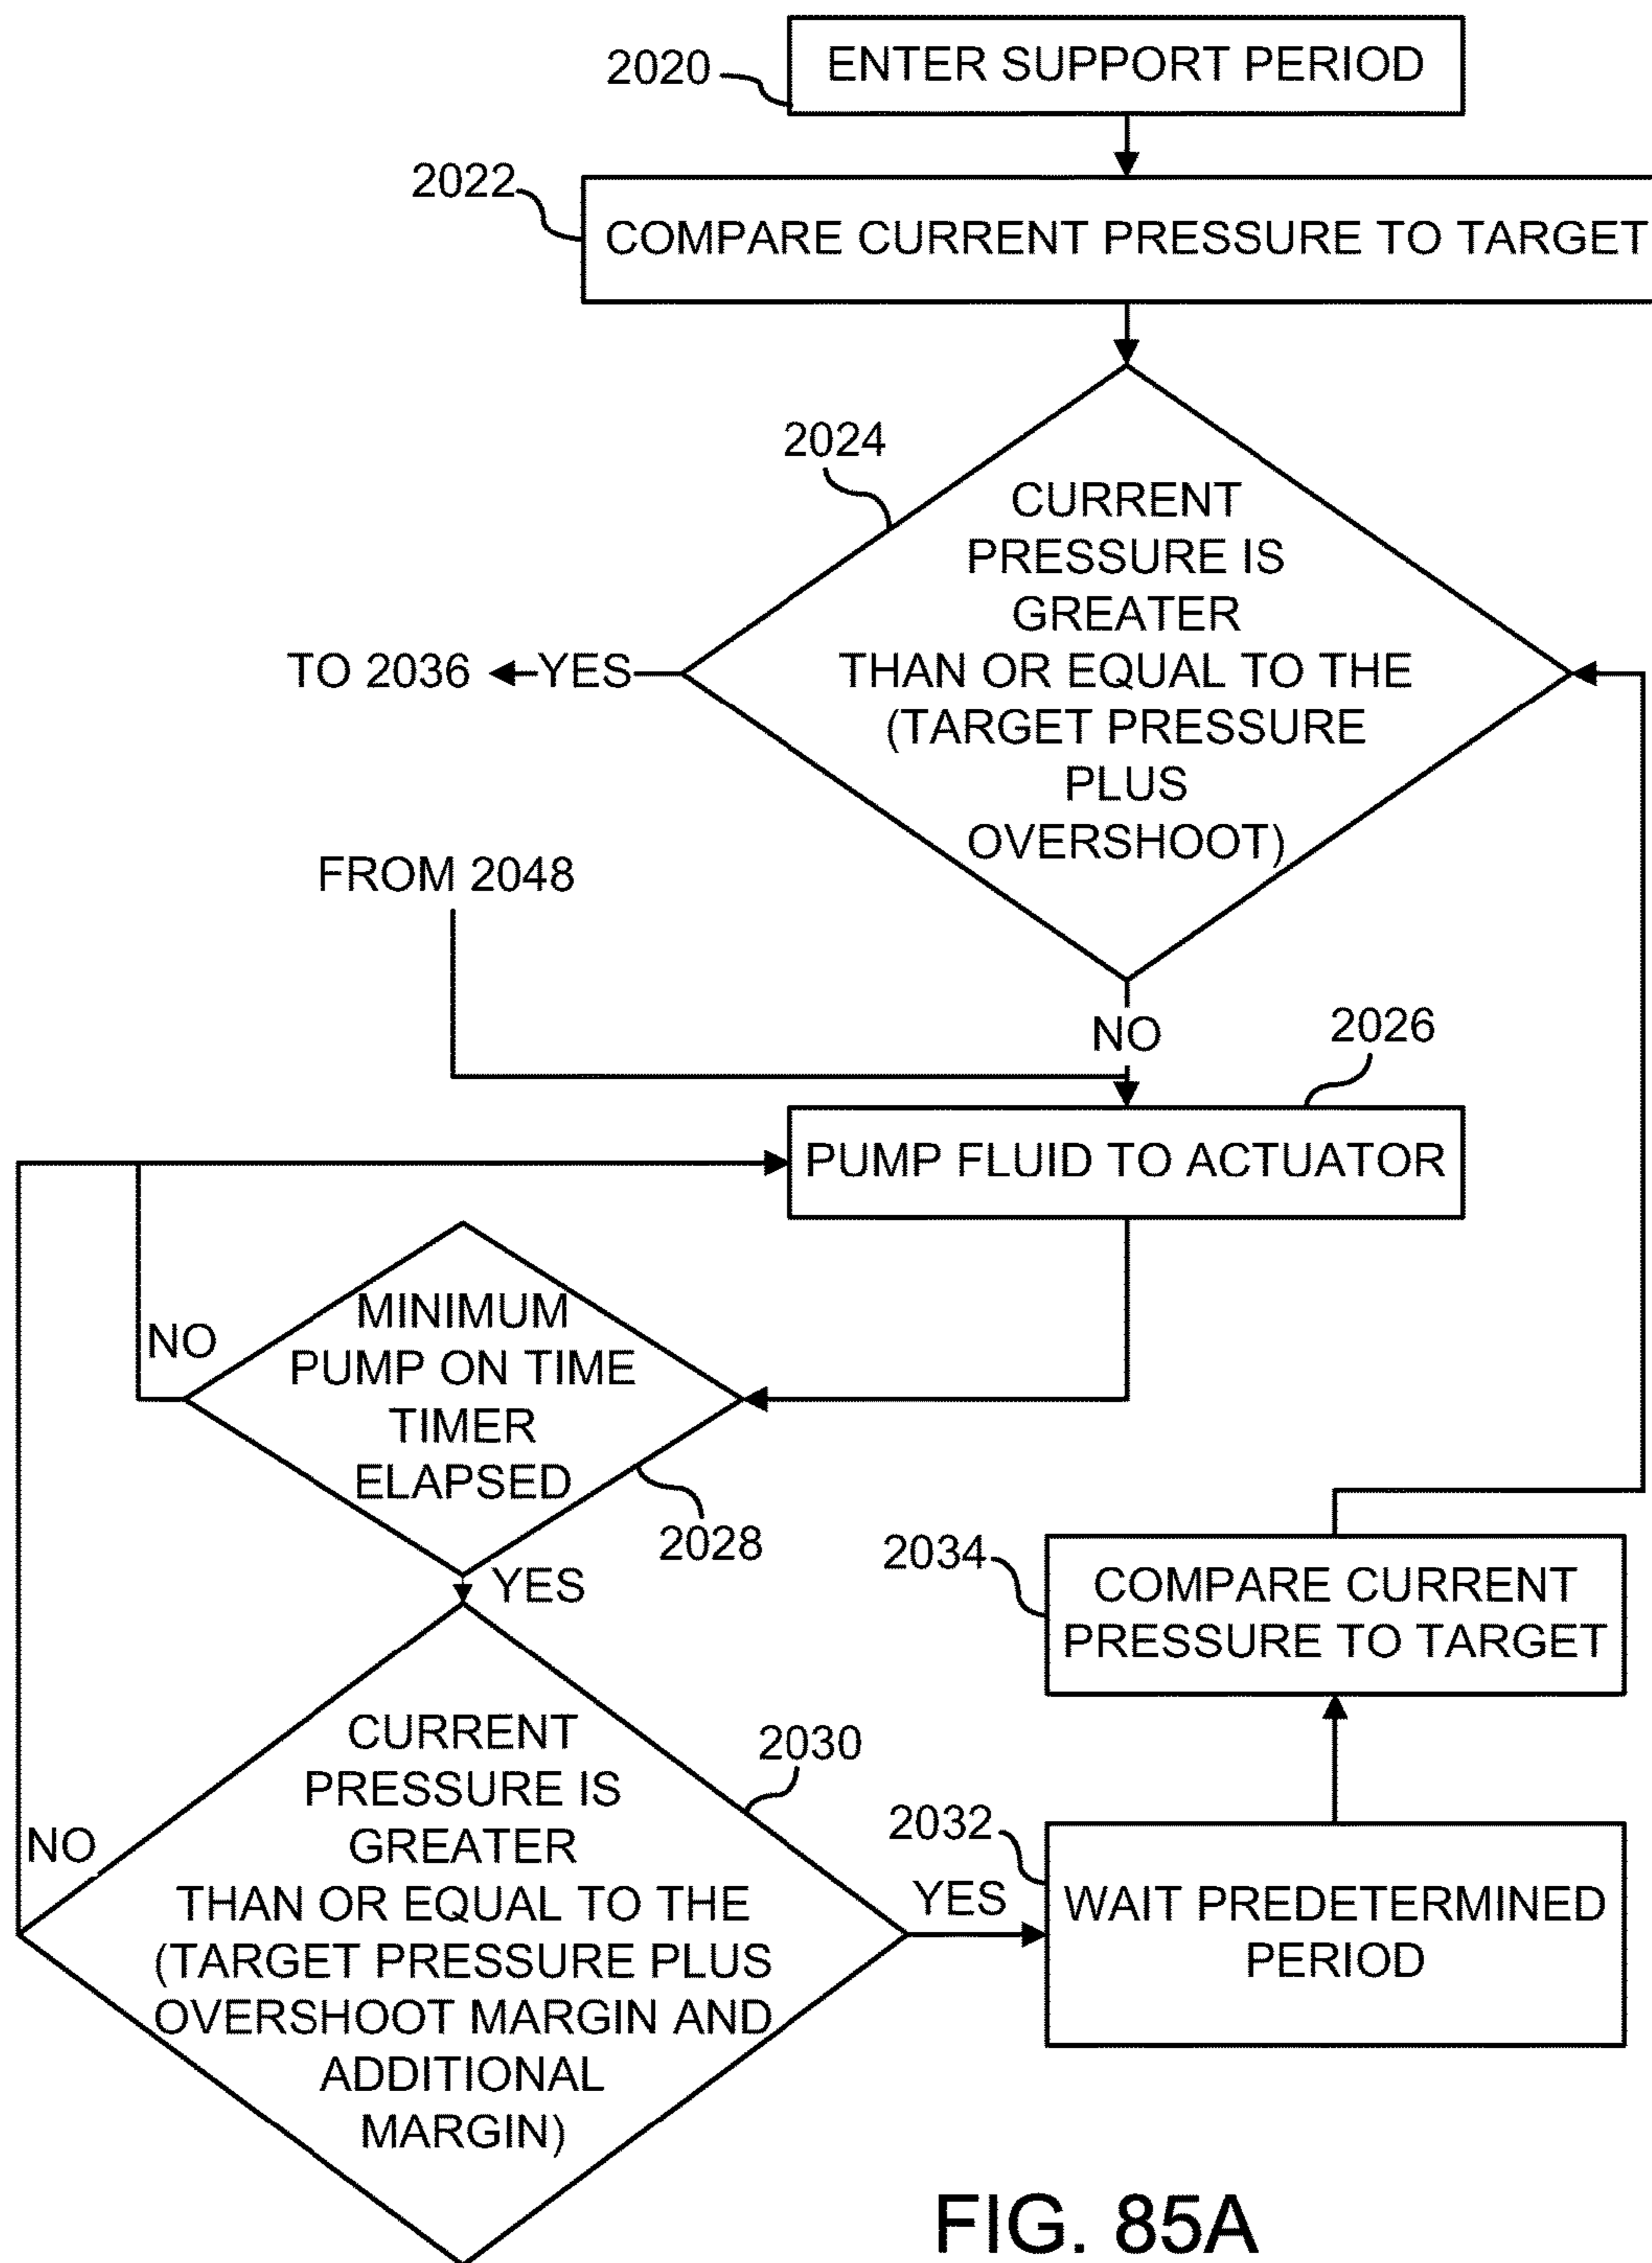 ENTER SUPPORT PERIOD
2020
2022
COMPARE CURRENT PRESSURE TO TARGET
2024
CURRENT
PRESSURE IS
GREATER
THAN OR EQUAL TO THE
(TARGET PRESSURE
PLUS
OVERSHOOT)
TO 2036
YES
FROM 2048
NO
2026
PUMP FLUID TO ACTUATOR
MINIMUM
PUMP ON TIME
TIMER
ELAPSED
NO
2028
YES
2034
COMPARE CURRENT
PRESSURE TO TARGET
CURRENT
PRESSURE IS
GREATER
THAN OR EQUAL TO THE
(TARGET PRESSURE PLUS
OVERSHOOT MARGIN AND
ADDITIONAL
MARGIN)
2030
NO
YES
2032
WAIT PREDETERMINED
PERIOD
FIG. 85A